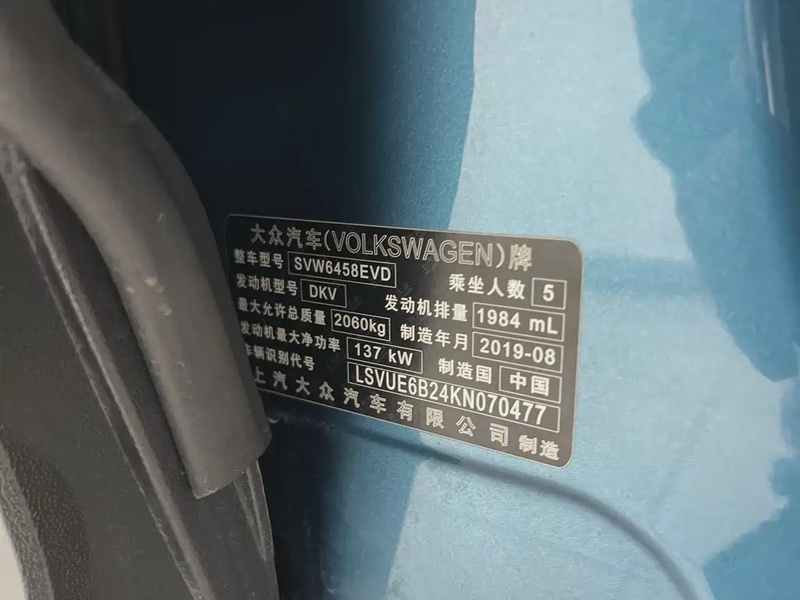 大众汽车(VOLKSWAGEN)牌
整车型号 SVW6458EVD 乘坐人数 5
发动机型号 DKV 发动机排量 1984 mL
最大允许总质量 2060kg 制造年月 2019-08
发动机最大净功率 137 kW 制造国 中国
车辆识别代号 LSVUE6B24KN070477
上汽大众汽车有限公司 制造